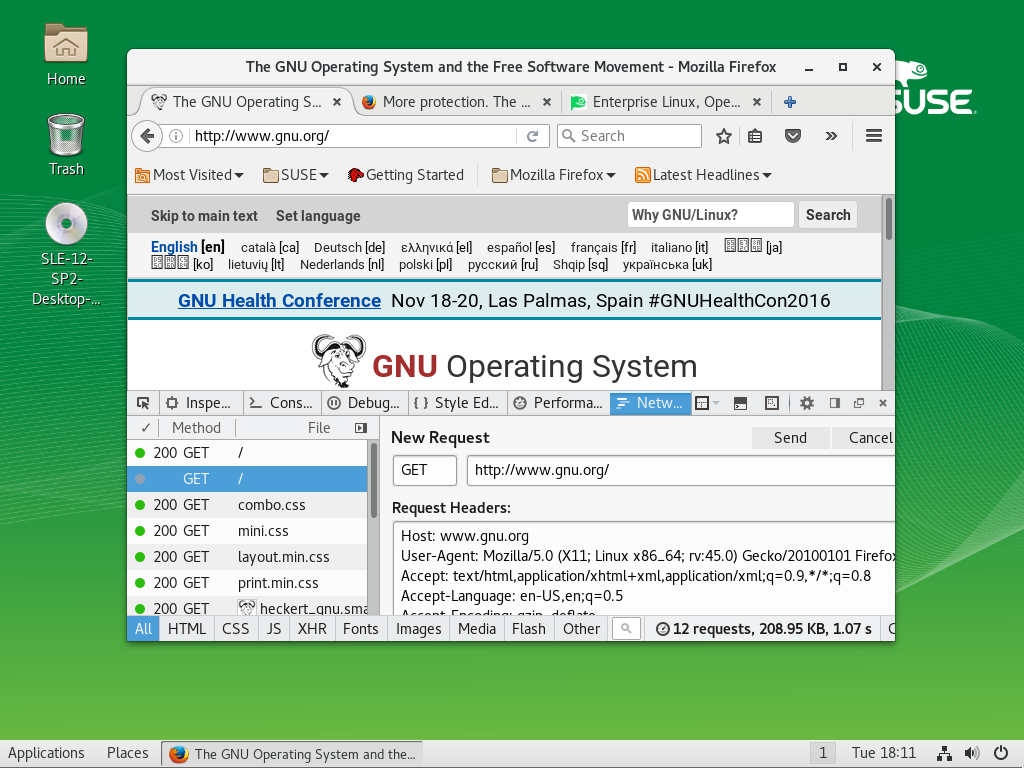 Home
Trash
SLE-12-
SP2-
Desktop-...
SUSE
The GNU Operating System and the Free Software Movement - Mozilla Firefox
The GNU Operating S... More protection. The ... Enterprise Linux, Ope...
http://www.gnu.org/ Search
Most Visited SUSE Getting Started Mozilla Firefox Latest Headlines
Skip to main text Set language Why GNU/Linux? Search
English [en] català [ca] Deutsch [de] ελληνικά [el] español [es] français [fr] italiano [it] [ja]
[ko] lietuvių [lt] Nederlands [nl] polski [pl] русский [ru] Shqip [sq] українська [uk]
GNU Health Conference Nov 18-20, Las Palmas, Spain #GNUHealthCon2016
GNU Operating System
Inspe... Cons... Debug... Style Ed... Performa... Netw...
✓ Method File
200 GET /
GET /
200 GET combo.css
200 GET mini.css
200 GET layout.min.css
200 GET print.min.css
200 GET heckert_gnu.sma
New Request Send Cancel
GET http://www.gnu.org/
Request Headers:
Host: www.gnu.org
User-Agent: Mozilla/5.0 (X11; Linux x86_64; rv:45.0) Gecko/20100101 Firefox
Accept: text/html,application/xhtml+xml,application/xml;q=0.9,*/*;q=0.8
Accept-Language: en-US,en;q=0.5
Accept-Encoding: gzip, deflate
All HTML CSS JS XHR Fonts Images Media Flash Other 12 requests, 208.95 KB, 1.07 s C
Applications Places The GNU Operating System and the... 1 Tue 18:11